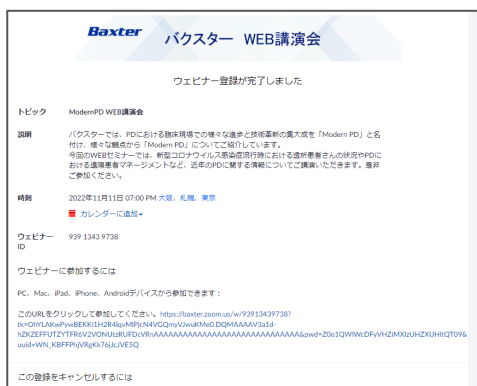 Baxter バクスター WEB講演会
ウェビナー登録が完了しました
トピック ModernPD WEB講演会
説明 バクスターでは、PDにおける臨床現場での様々な進歩と技術革新の集大成を「Modern PD」と名
付け、様々な観点から「Modern PD」についてご紹介しています。
今回のWEBセミナーでは、新型コロナウイルス感染症流行時における透析患者さんの状況やPDに
おける遠隔患者マネージメントなど、近年のPDに関する情報についてご講演いただきます。是非
ご参加ください。
時刻 2022年11月11日 07:00 PM 大阪、札幌、東京
カレンダーに追加
ウェビナー 939 1343 9738
ID
ウェビナーに参加するには
PC、Mac、iPad、iPhone、Androidデバイスから参加できます：
このURLをクリックして参加してください。https://baxter.zoom.us/w/93913439738?
この登録をキャンセルするには